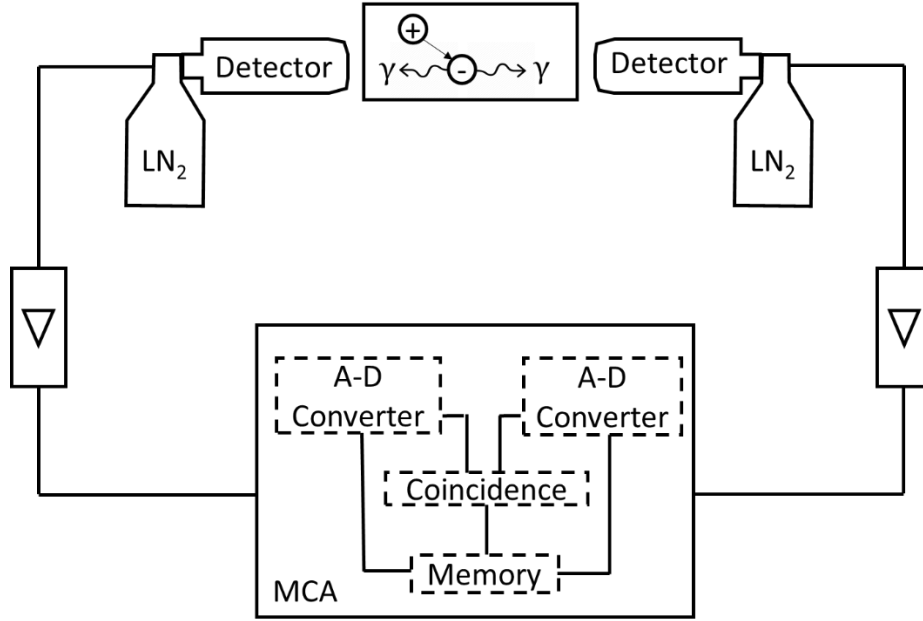 Detector
+
γ
-
γ
Detector
LN₂
LN₂
A-D
Converter
A-D
Converter
Coincidence
Memory
MCA